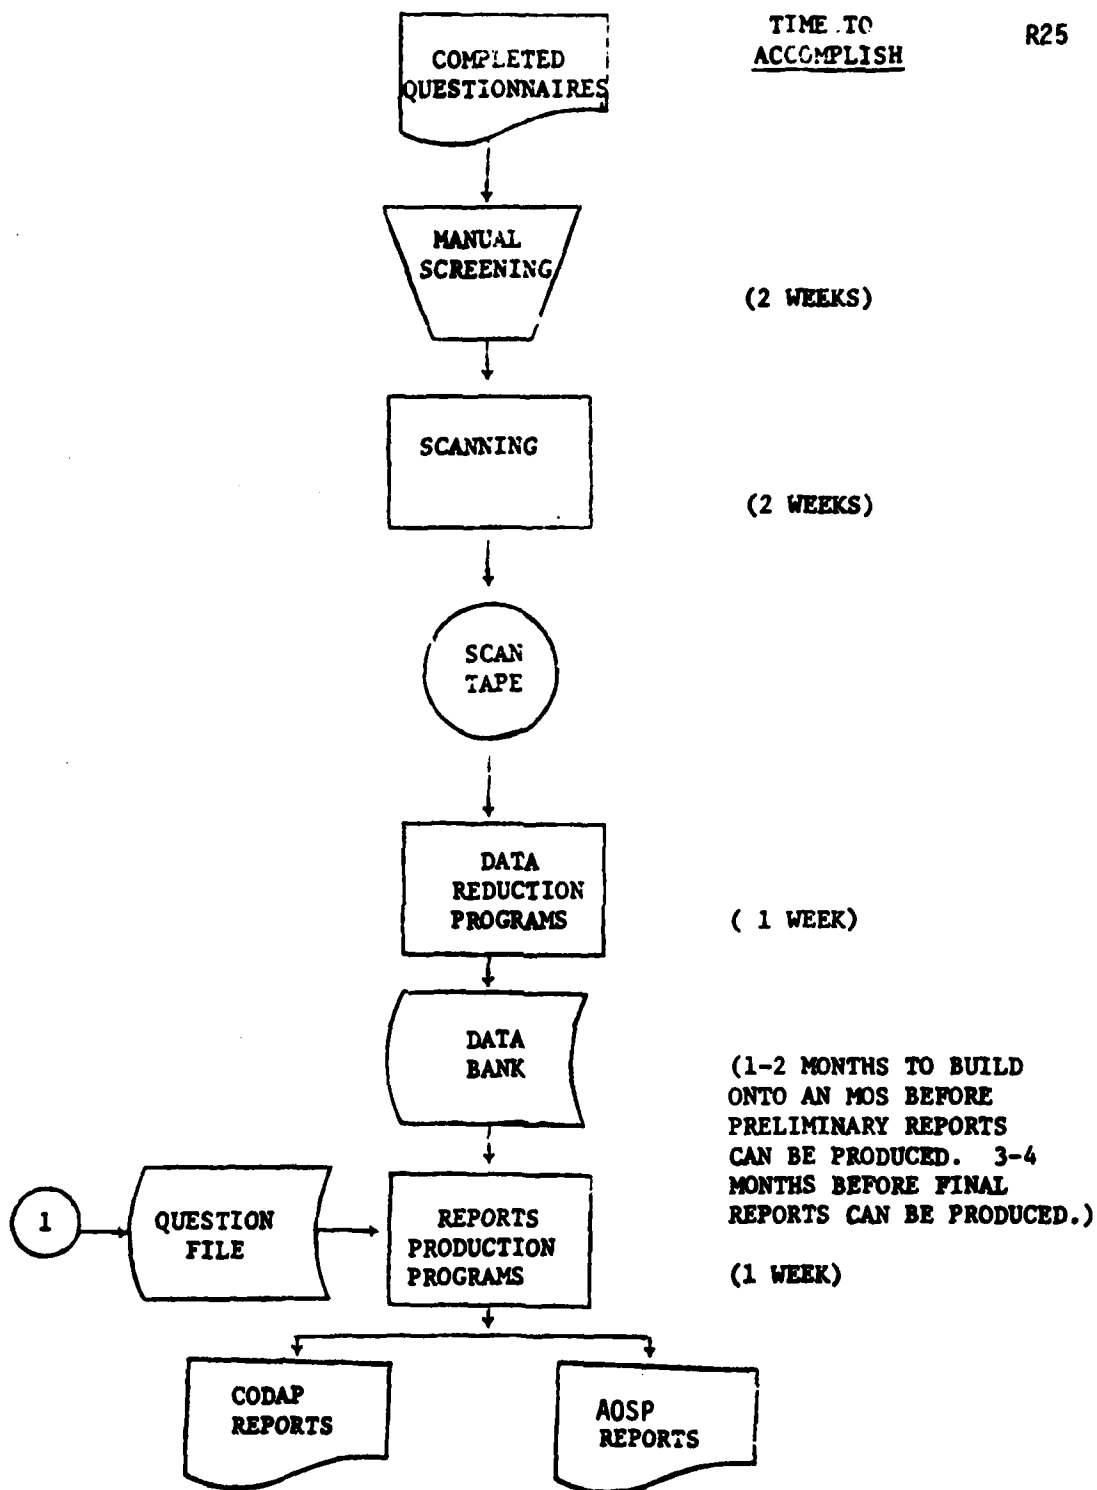 TIME TO
ACCOMPLISH
R25
COMPLETED
QUESTIONNAIRES
MANUAL
SCREENING
(2 WEEKS)
SCANNING
(2 WEEKS)
SCAN
TAPE
DATA
REDUCTION
PROGRAMS
( 1 WEEK)
DATA
BANK
(1-2 MONTHS TO BUILD
ONTO AN MOS BEFORE
PRELIMINARY REPORTS
CAN BE PRODUCED. 3-4
MONTHS BEFORE FINAL
REPORTS CAN BE PRODUCED.)
1
QUESTION
FILE
REPORTS
PRODUCTION
PROGRAMS
(1 WEEK)
CODAP
REPORTS
AOSP
REPORTS